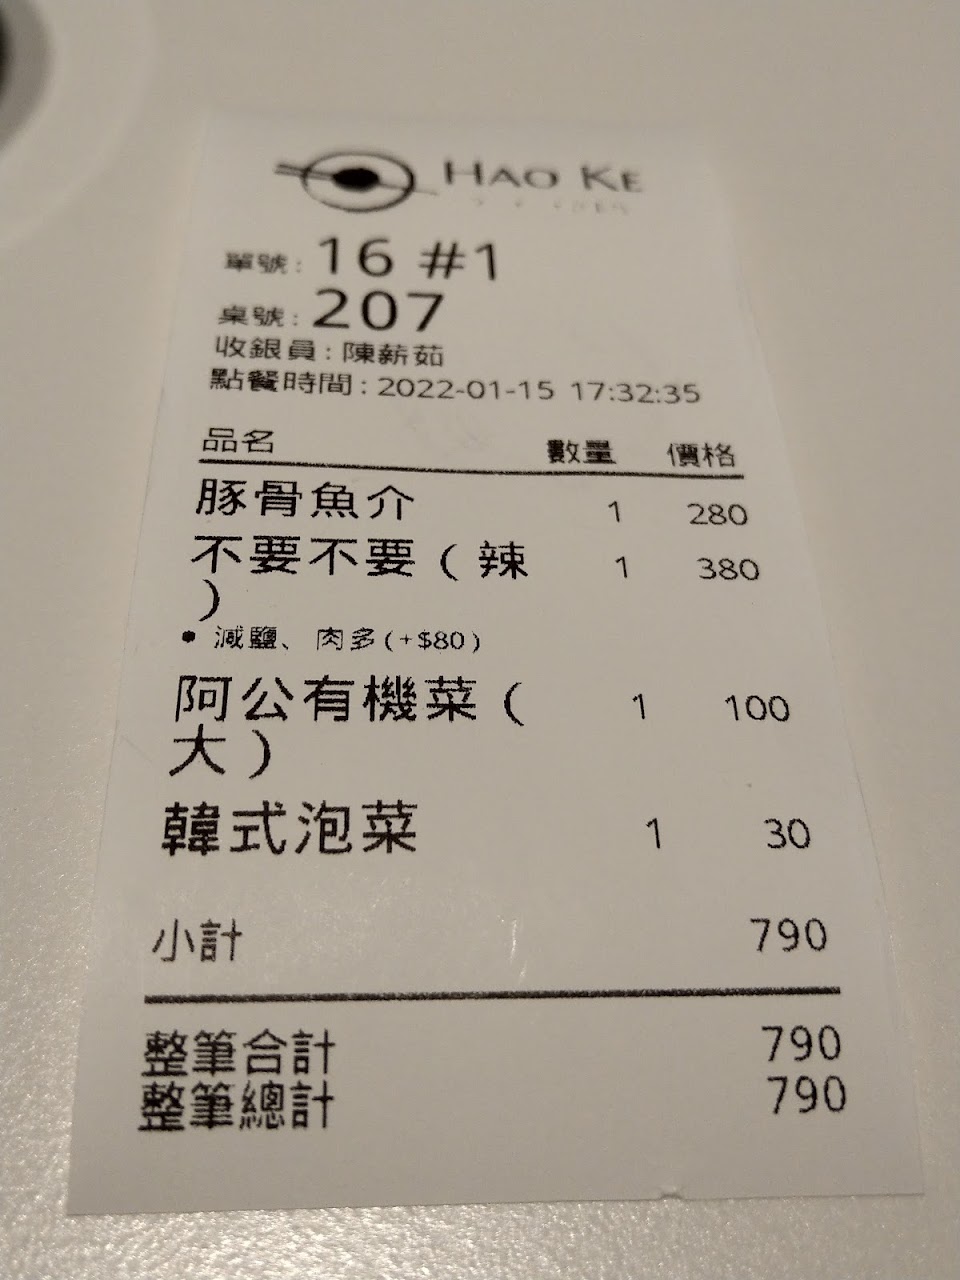 HAO KE
單號: 16 #1
桌號: 207
收銀員: 陳薪茹
點餐時間: 2022-01-15 17:32:35
品名 數量 價格
豚骨魚介 1 280
不要不要(辣 1 380
)
• 減鹽、肉多(+$80)
阿公有機菜( 1 100
大)
韓式泡菜 1 30
小計 790
整筆合計 790
整筆總計 790